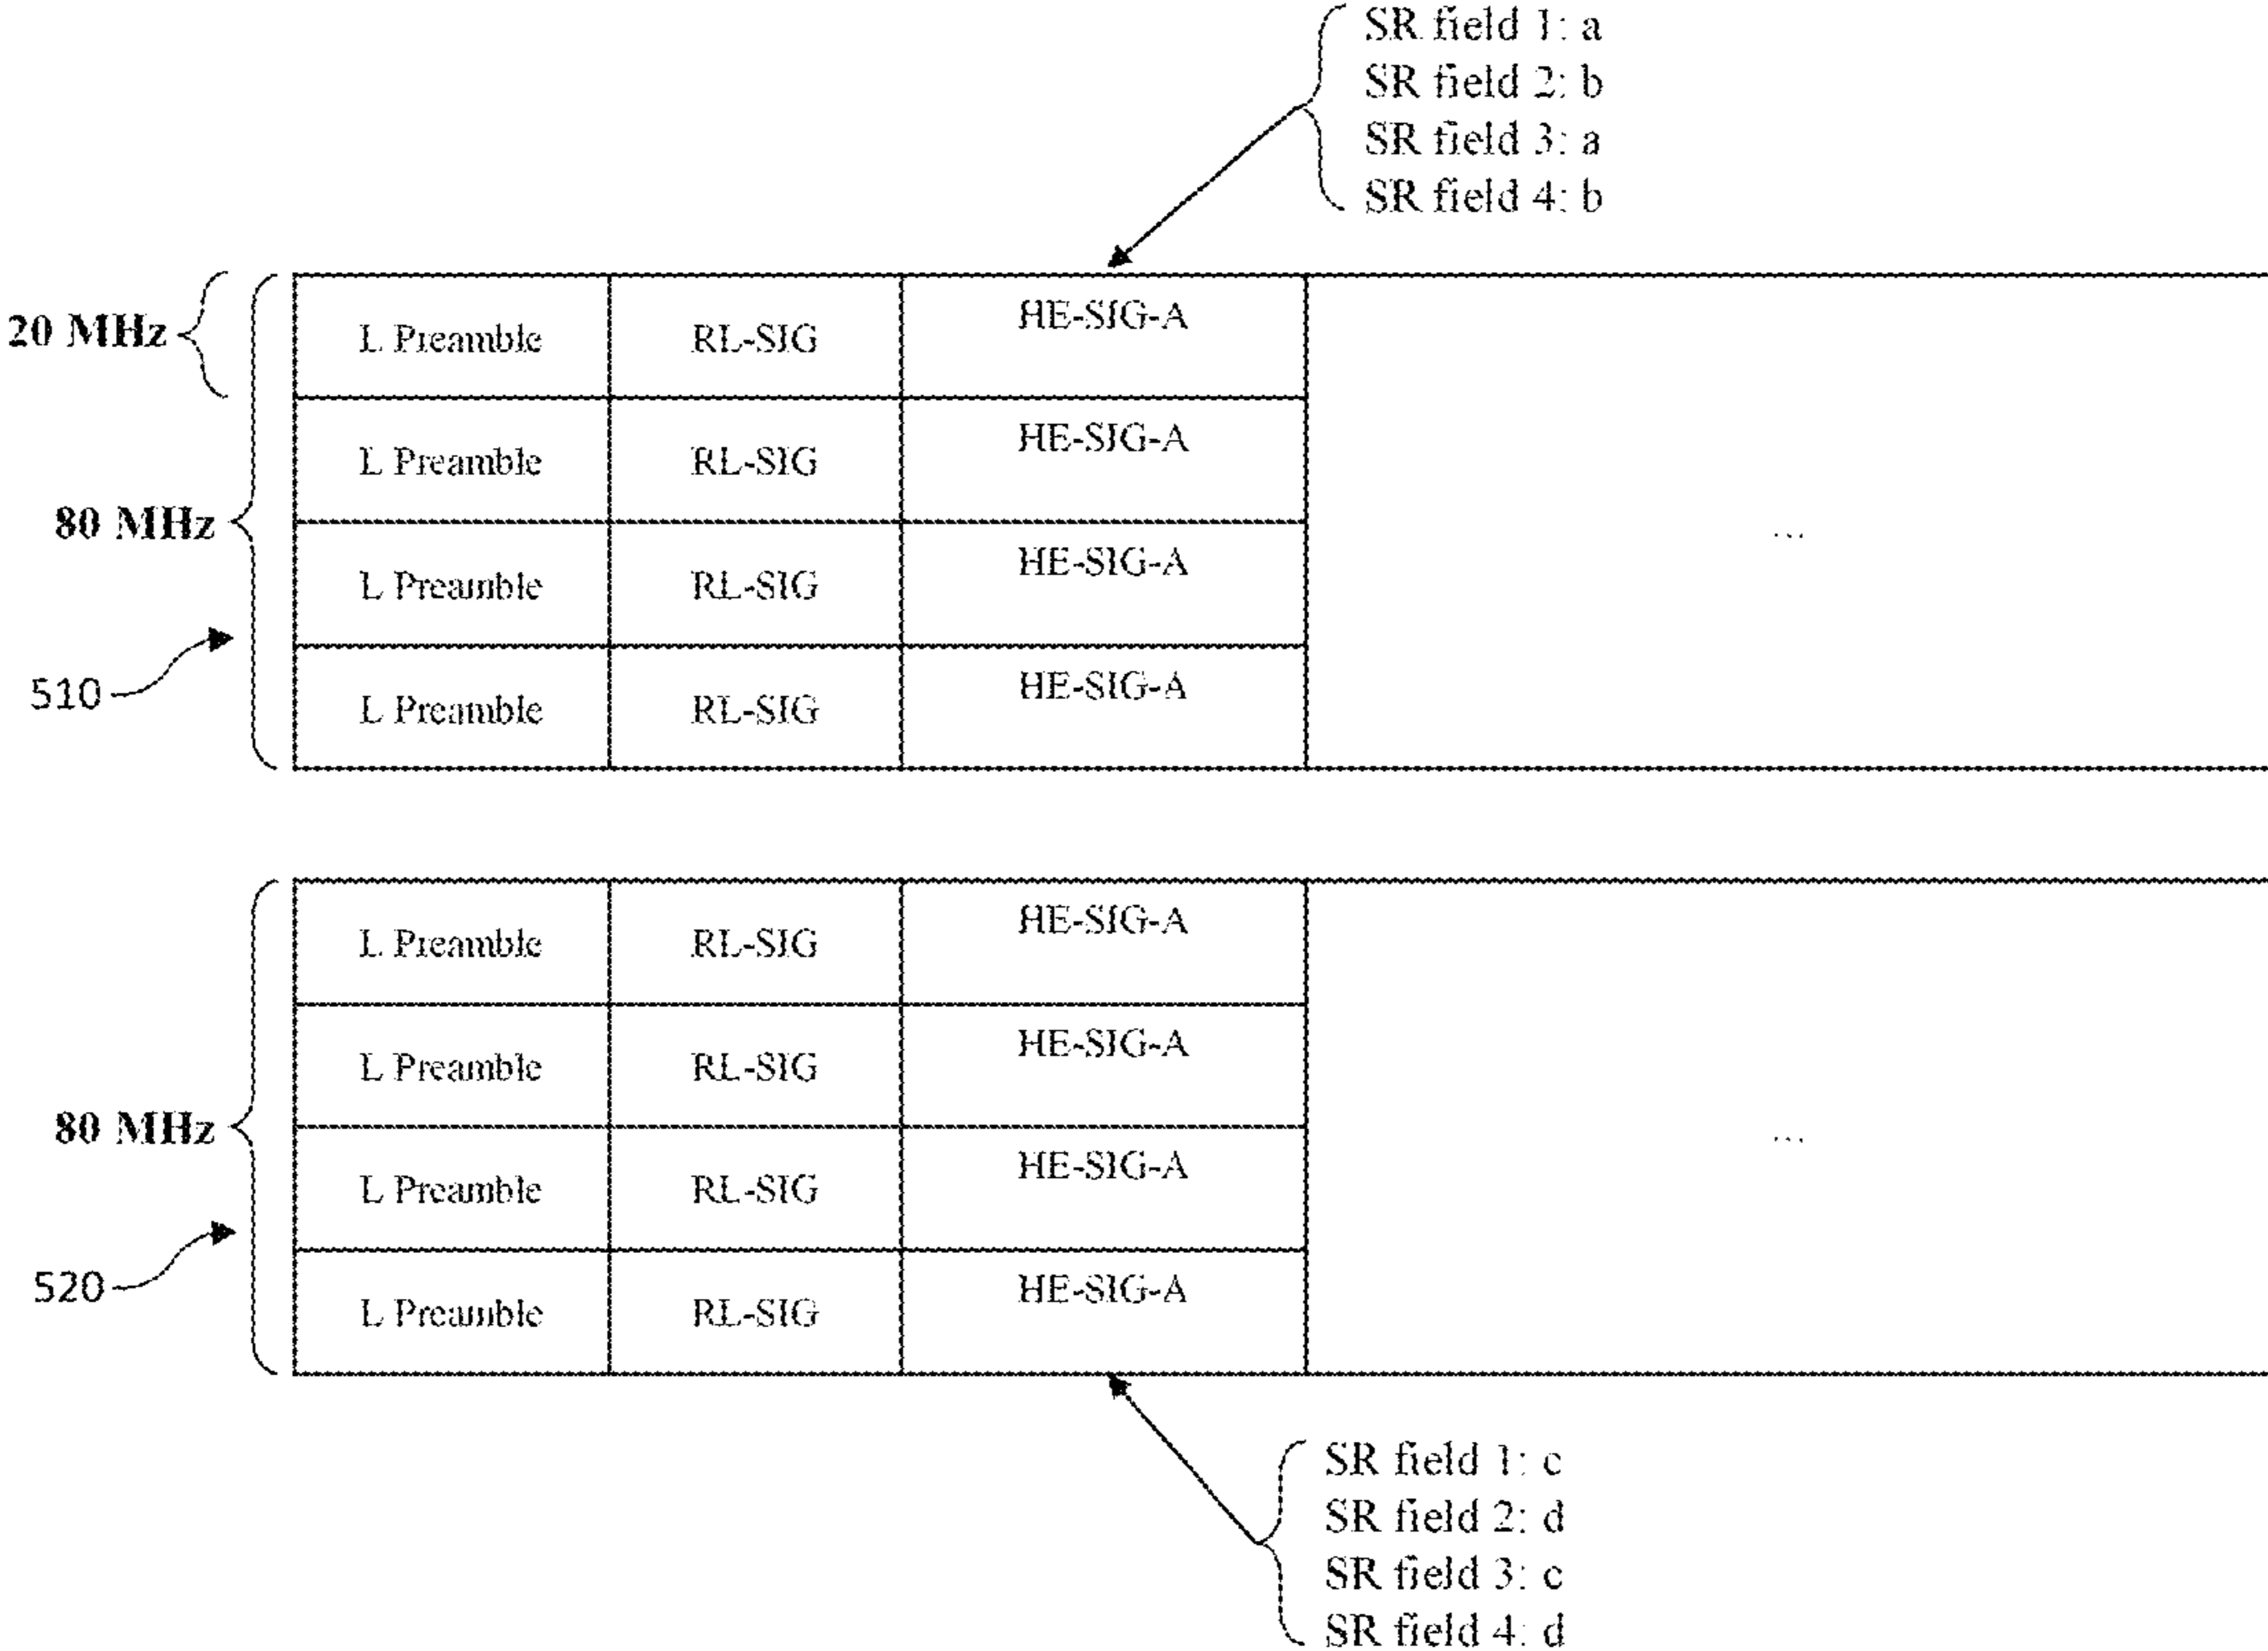 SR field 1: a
SR field 2: b
SR field 3: a
SR field 4: b
20 MHz
L Preamble RL-SIG HE-SIG-A
L Preamble RL-SIG HE-SIG-A
80 MHz
L Preamble RL-SIG HE-SIG-A
...
510
L Preamble RL-SIG HE-SIG-A
L Preamble RL-SIG HE-SIG-A
L Preamble RL-SIG HE-SIG-A
80 MHz
L Preamble RL-SIG HE-SIG-A
...
520
L Preamble RL-SIG HE-SIG-A
SR field 1: c
SR field 2: d
SR field 3: c
SR field 4: d